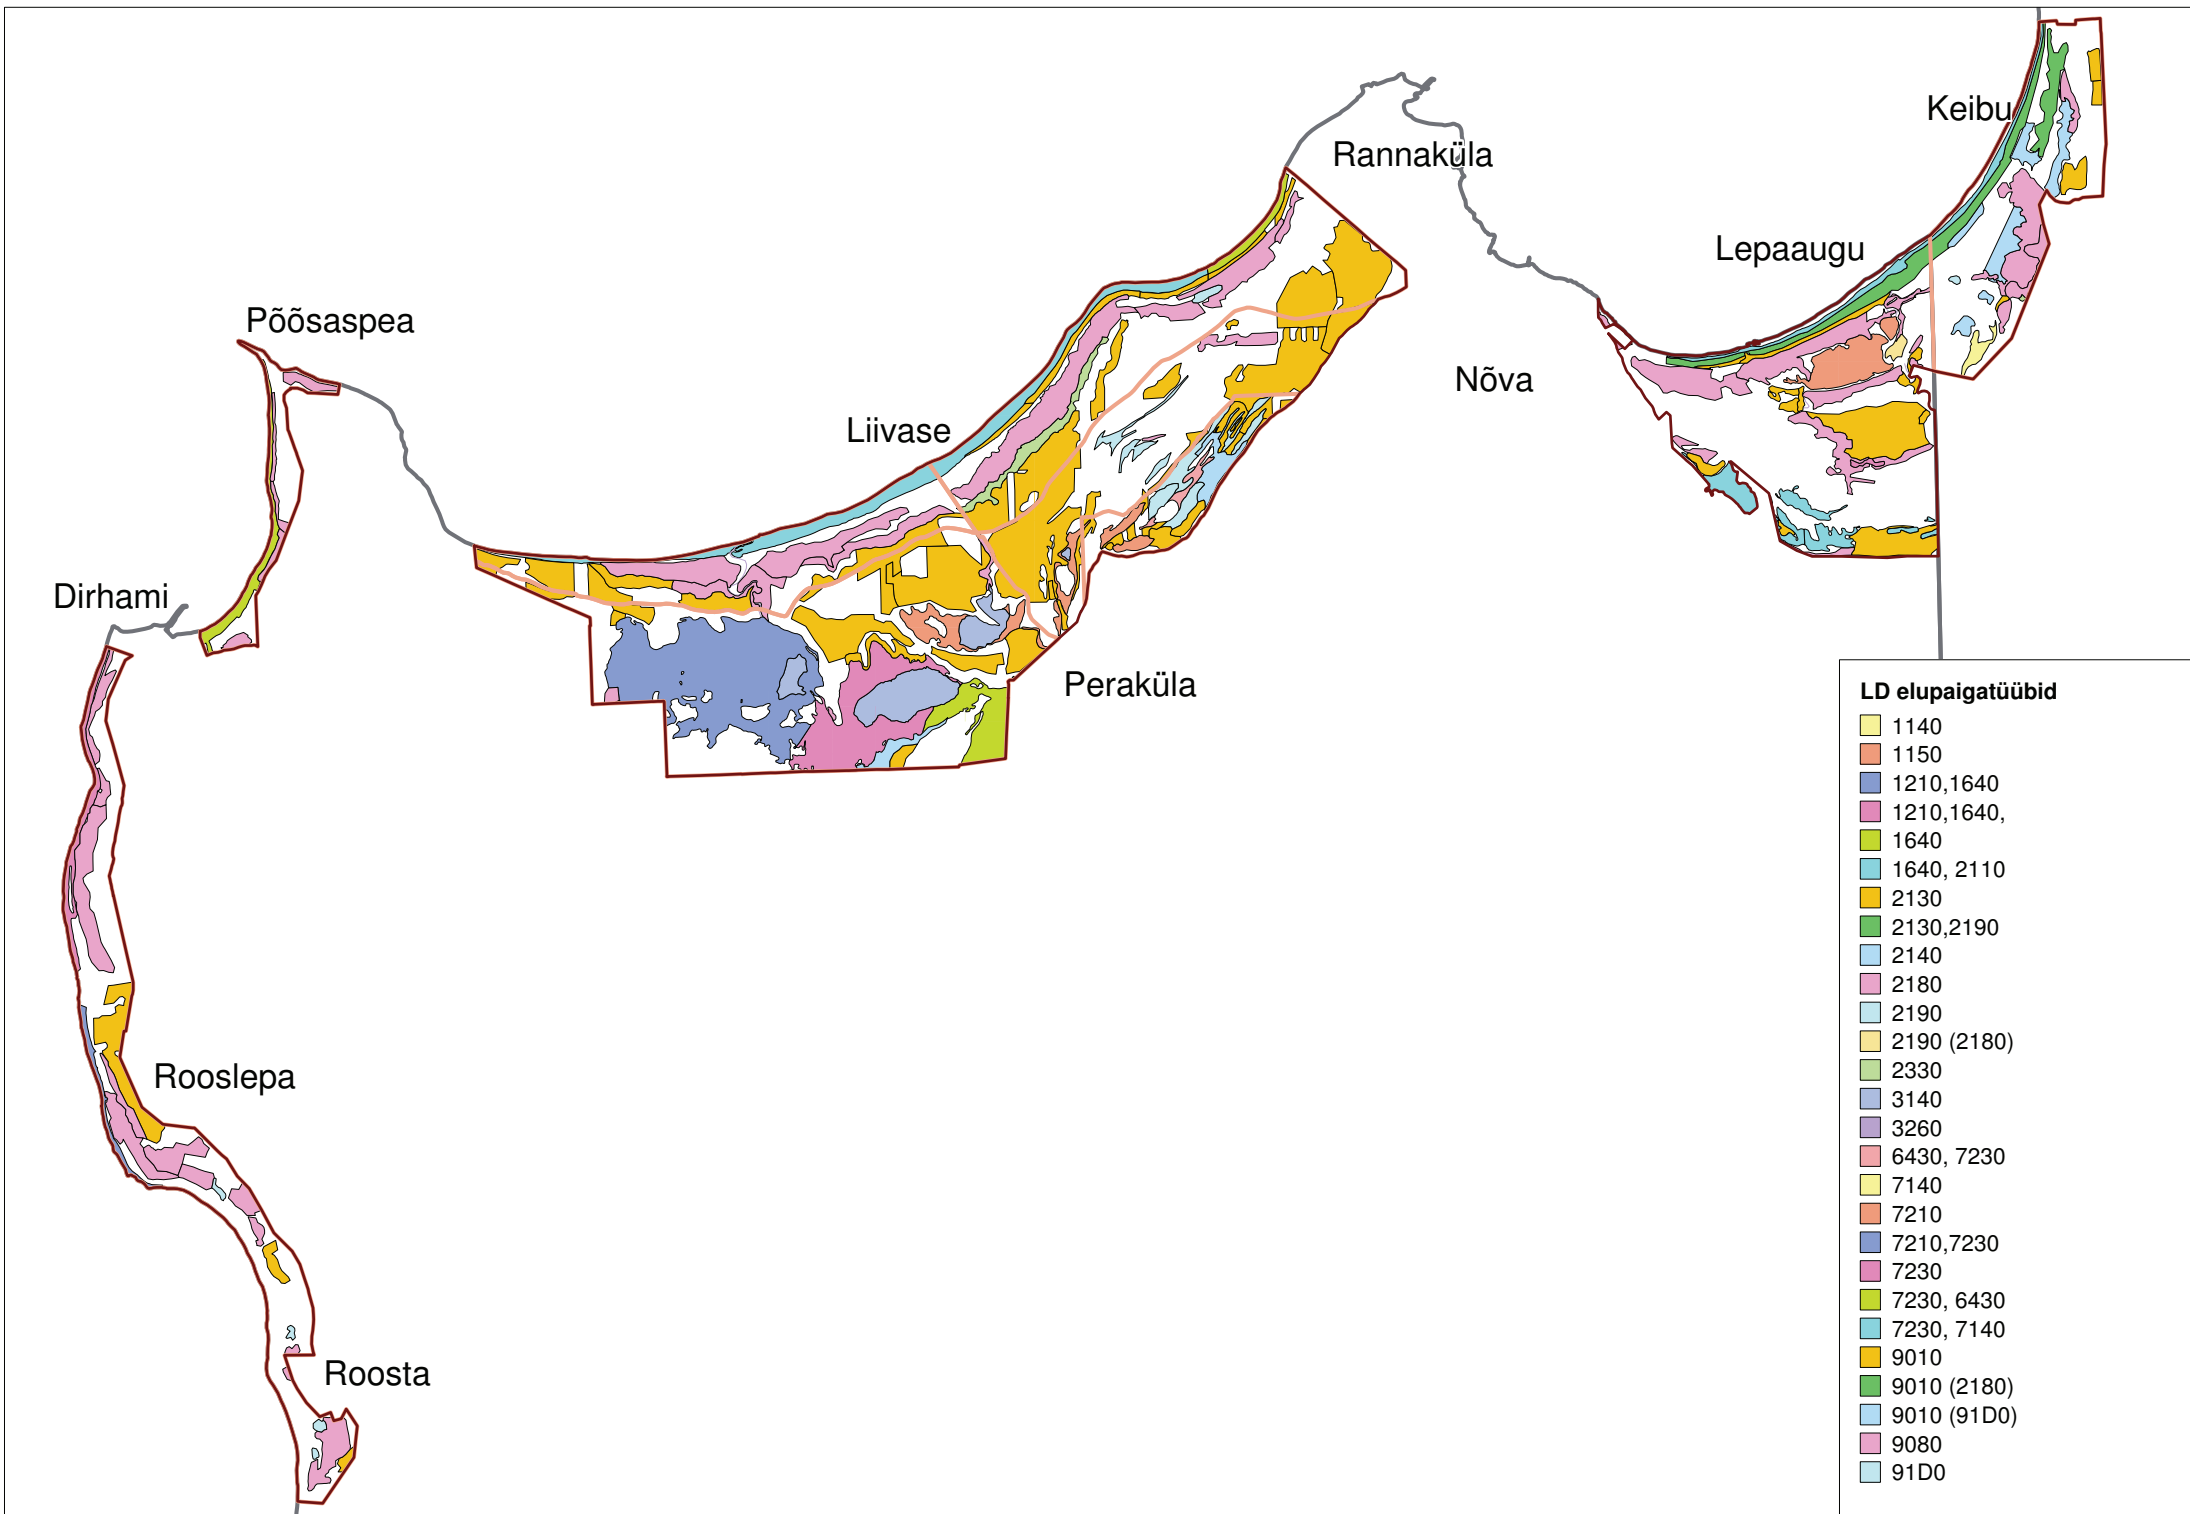 Keibu
Rannaküla
Lepaaugu
Põõsaspea
Nõva
Liivase
Dirhami
Peraküla
Rooslepa
Roosta
LD elupaigatüübid
1140
1150
1210,1640
1210,1640,
1640
1640, 2110
2130
2130,2190
2140
2180
2190
2190 (2180)
2330
3140
3260
6430, 7230
7140
7210
7210,7230
7230
7230, 6430
7230, 7140
9010
9010 (2180)
9010 (91D0)
9080
91D0